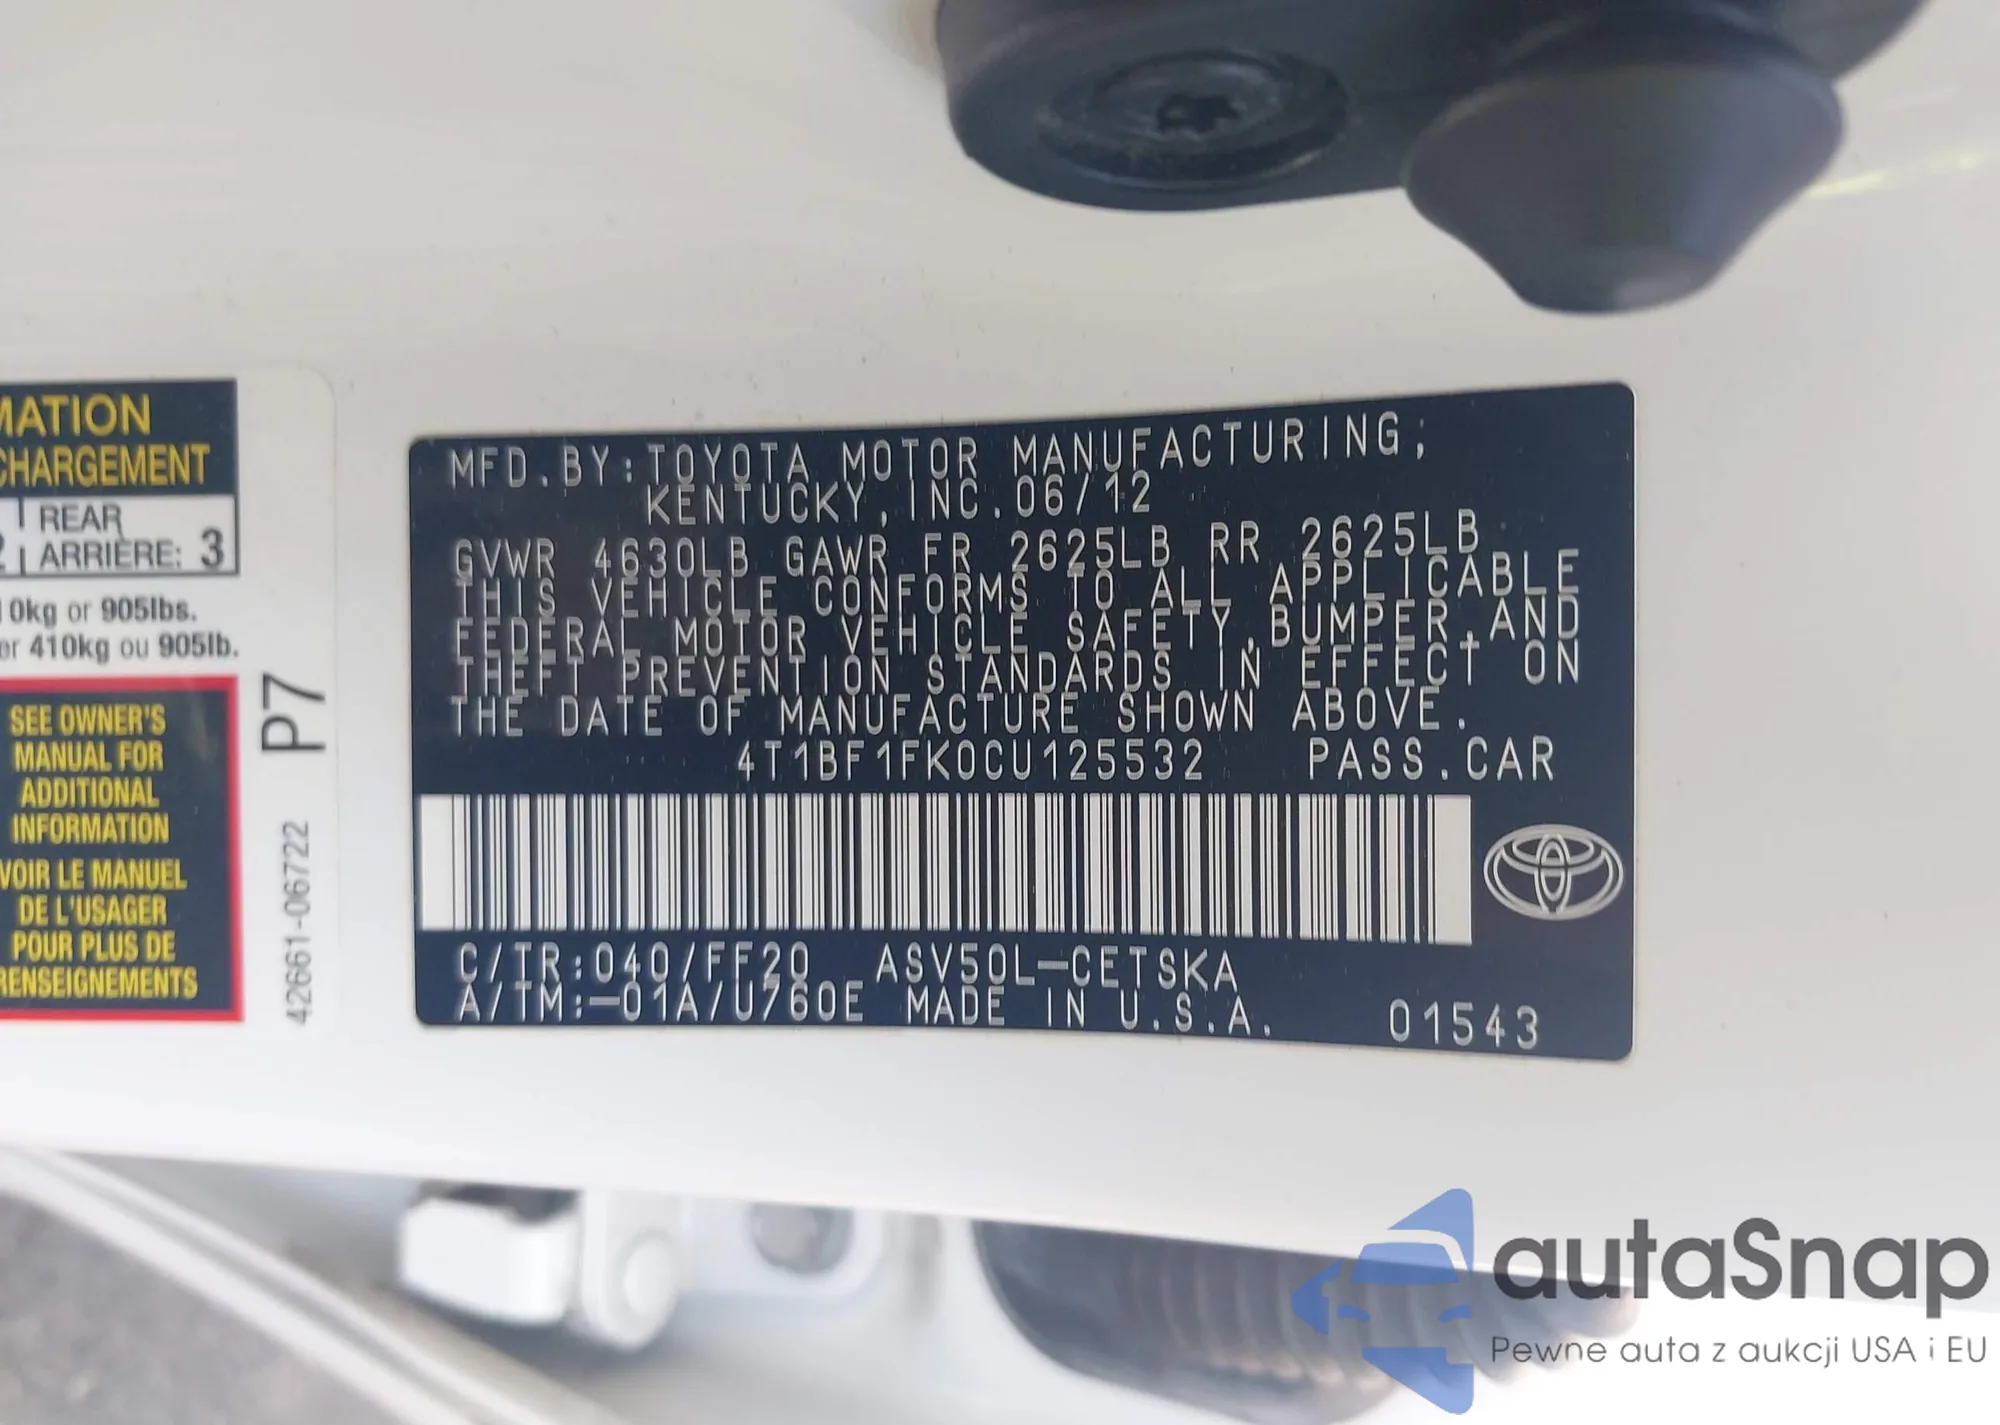 MATION
CHARGEMENT
REAR
ARRIÈRE: 3
0kg or 905lbs.
er 410kg ou 905lb.
SEE OWNER'S
MANUAL FOR
ADDITIONAL
INFORMATION
VOIR LE MANUEL
DE L'USAGER
POUR PLUS DE
RENSEIGNEMENTS
P7
42661-06722
MFD.BY:TOYOTA MOTOR MANUFACTURING,
KENTUCKY,INC.06/12
GVWR 4630LB GAWR FR 2625LB RR 2625LB
THIS VEHICLE CONFORMS TO ALL APPLICABLE
FEDERAL MOTOR VEHICLE SAFETY,BUMPER,AND
THEFT PREVENTION STANDARDS IN EFFECT ON
THE DATE OF MANUFACTURE SHOWN ABOVE.
4T1BF1FK0CU125532 PASS.CAR
C/TR:040/FF20 ASV50L-CETSKA
A/TM:-01A/U760E MADE IN U.S.A. 01543
autaSnap
Pewne auta z aukcji USA i EU